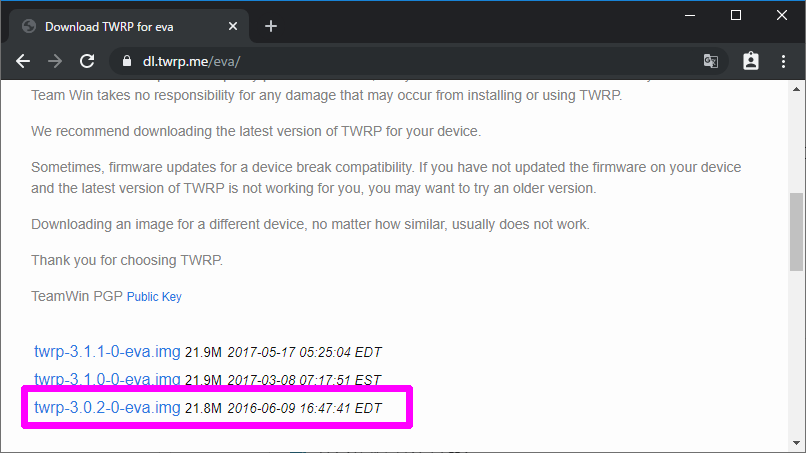 Download TWRP for eva
dl.twrp.me/eva/
Team Win takes no responsibility for any damage that may occur from installing or using TWRP.
We recommend downloading the latest version of TWRP for your device.
Sometimes, firmware updates for a device break compatibility. If you have not updated the firmware on your device
and the latest version of TWRP is not working for you, you may want to try an older version.
Downloading an image for a different device, no matter how similar, usually does not work.
Thank you for choosing TWRP.
TeamWin PGP Public Key
twrp-3.1.1-0-eva.img 21.9M 2017-05-17 05:25:04 EDT
twrp-3.1.0-0-eva.img 21.9M 2017-03-08 07:17:51 EST
twrp-3.0.2-0-eva.img 21.8M 2016-06-09 16:47:41 EDT